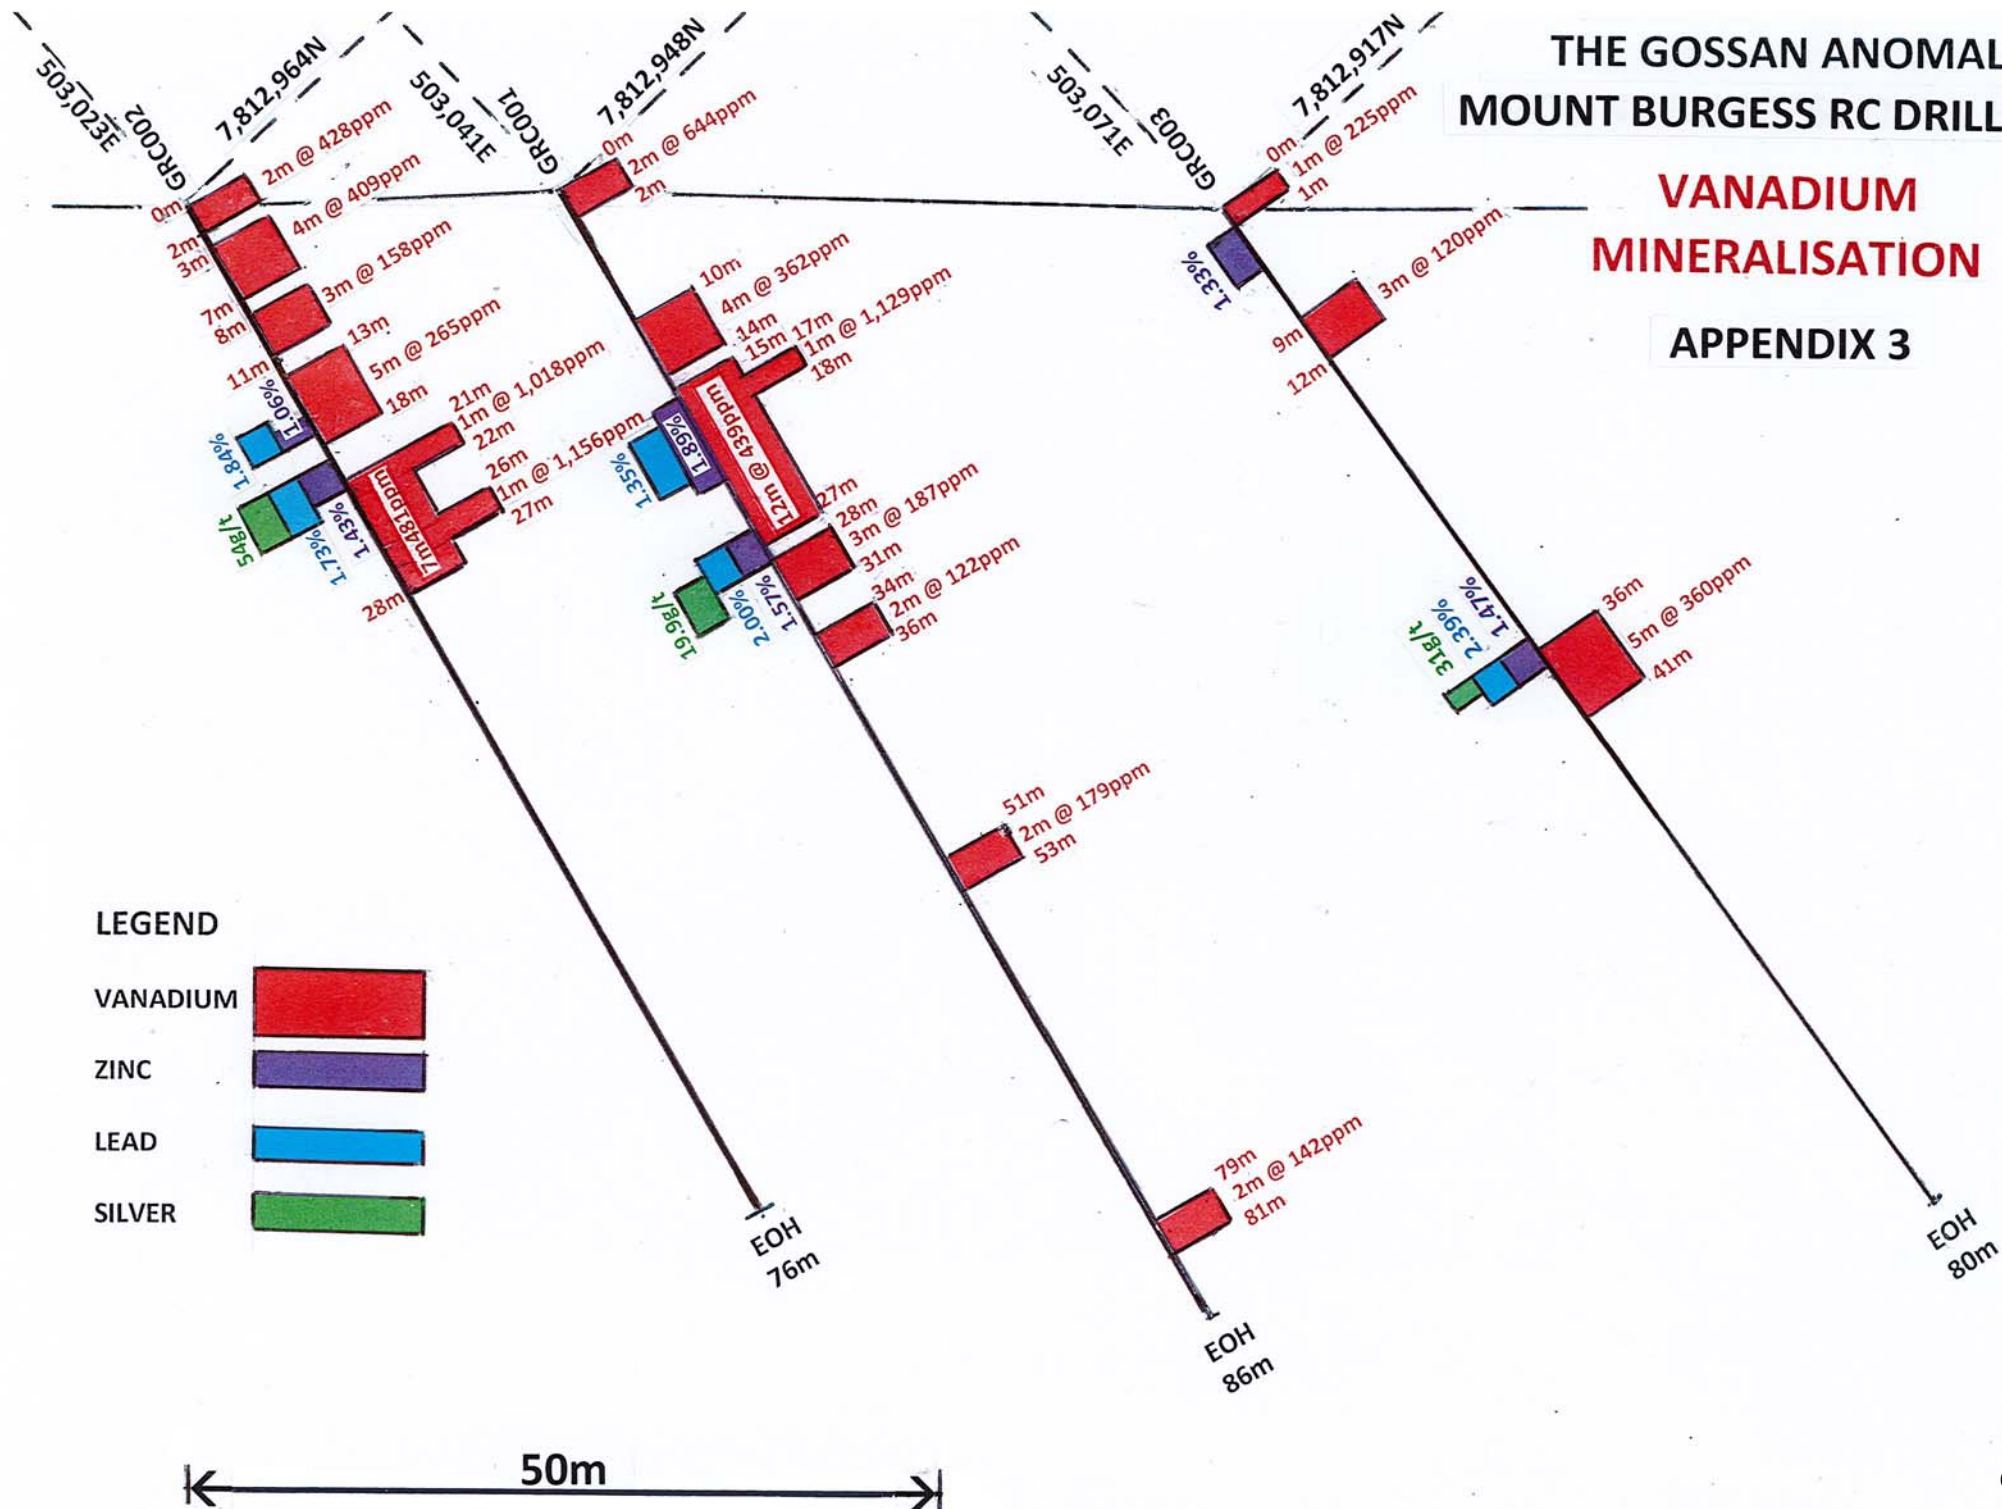 THE GOSSAN ANOMAL
MOUNT BURGESS RC DRILL
VANADIUM
MINERALISATION
APPENDIX 3
503,023E
GRC002
7,812,964N
0m
2m @ 428ppm
2m
3m
4m @ 409ppm
7m
8m
3m @ 158ppm
11m
13m
5m @ 265ppm
18m
1.06%
1.84%
21m
1m @ 1,018ppm
22m
26m
1m @ 1,156ppm
27m
7m481ppm
1.43%
1.73%
54g/t
28m
EOH
76m
503,041E
GRC001
7,812,948N
0m
2m @ 644ppm
2m
10m
4m @ 362ppm
14m
15m
17m
1m @ 1,129ppm
18m
12m @ 439ppm
1.89%
1.35%
27m
28m
3m @ 187ppm
31m
1.57%
2.00%
19.9g/t
34m
2m @ 122ppm
36m
51m
2m @ 179ppm
53m
79m
2m @ 142ppm
81m
EOH
86m
503,071E
GRC003
7,812,917N
0m
1m @ 225ppm
1m
1.33%
3m @ 120ppm
9m
12m
1.47%
2.39%
31g/t
36m
5m @ 360ppm
41m
EOH
80m
LEGEND
VANADIUM
ZINC
LEAD
SILVER
50m